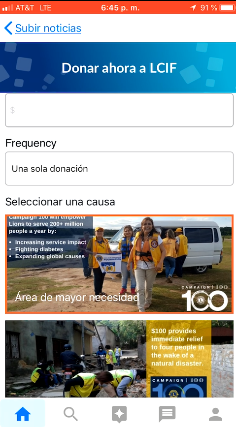 AT&T LTE 6:45 p. m. 91 %
Subir noticias
Donar ahora a LCIF
$
Frequency
Una sola donación
Seleccionar una causa
Campaign 100 will empower
Lions to serve 200+ million
people a year by:
• Increasing service impact
• Fighting diabetes
• Expanding global causes
Área de mayor necesidad
CAMPAIGN
100
$100 provides
immediate relief
to four people in
the wake of a
natural disaster.
CAMPAIGN 100
100